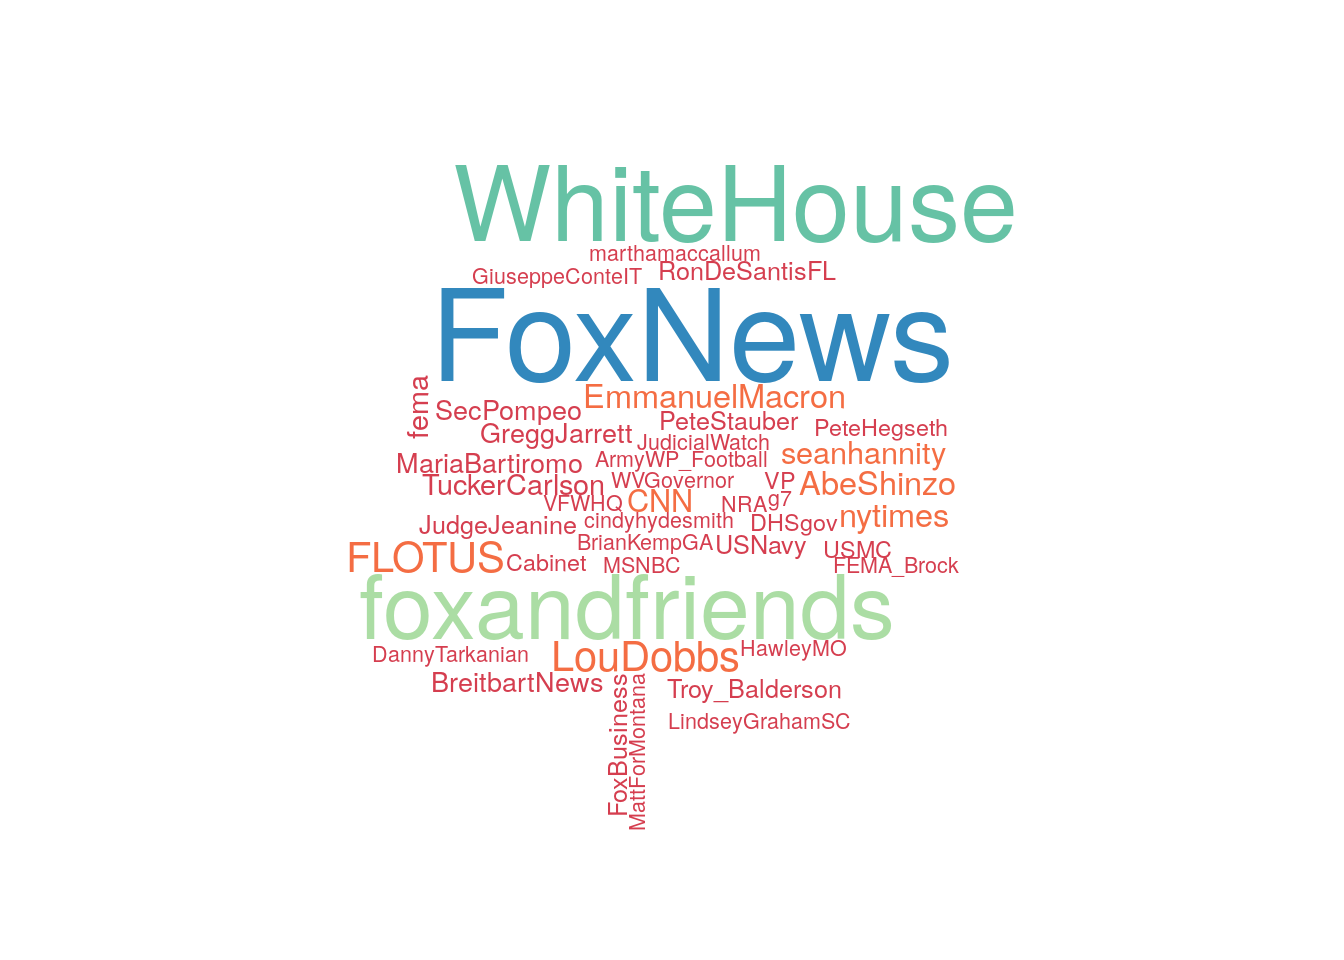 WhiteHouse
marthamaccallum
GiuseppeConteIT
RonDeSantisFL
FoxNews
fema
EmmanuelMacron
SecPompeo
PeteStauber
PeteHegseth
GreggJarrett
JudicialWatch
seanhannity
MariaBartiromo
ArmyWP_Football
TuckerCarlson
WVGovernor
VP
AbeShinzo
VFWHQ
CNN
NRA
g7
nytimes
JudgeJeanine
cindyhydesmith
DHSgov
BrianKempGA
USNavy
USMC
FLOTUS
Cabinet
MSNBC
FEMA_Brock
foxandfriends
DannyTarkanian
LouDobbs
HawleyMO
BreitbartNews
Troy_Balderson
FoxBusiness
MattForMontana
LindseyGrahamSC